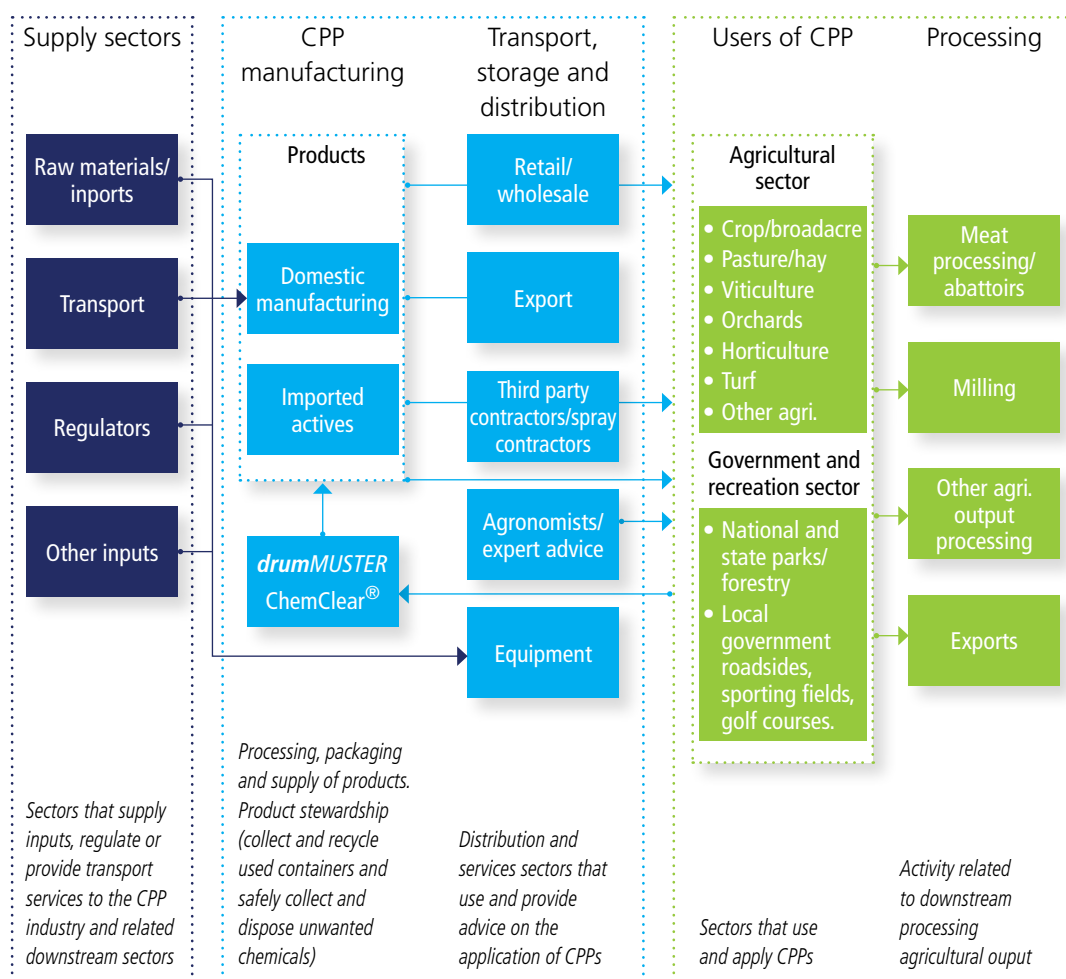 Supply sectors
Raw materials/
inports
Transport
Regulators
Other inputs
Sectors that supply
inputs, regulate or
provide transport
services to the CPP
industry and related
downstream sectors
CPP
manufacturing
Products
Domestic
manufacturing
Imported
actives
drumMUSTER
ChemClear®
Processing, packaging
and supply of products.
Product stewardship
(collect and recycle
used containers and
safely collect and
dispose unwanted
chemicals)
Transport,
storage and
distribution
Retail/
wholesale
Export
Third party
contractors/spray
contractors
Agronomists/
expert advice
Equipment
Distribution and
services sectors that
use and provide
advice on the
application of CPPs
Users of CPP
Agricultural
sector
• Crop/broadacre
• Pasture/hay
• Viticulture
• Orchards
• Horticulture
• Turf
• Other agri.
Government and
recreation sector
• National and
state parks/
forestry
• Local
government
roadsides,
sporting fields,
golf courses.
Sectors that use
and apply CPPs
Processing
Meat
processing/
abattoirs
Milling
Other agri.
output
processing
Exports
Activity related
to downstream
processing
agricultural ouput